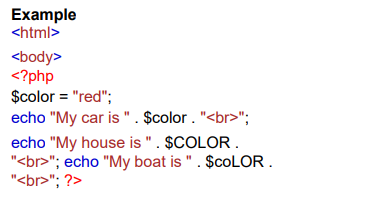 Example
<html>
<body>
<?php
$color = "red";
echo "My car is " . $color . "<br>";
echo "My house is " . $COLOR .
"<br>"; echo "My boat is " . $coLOR .
"<br>"; ?>